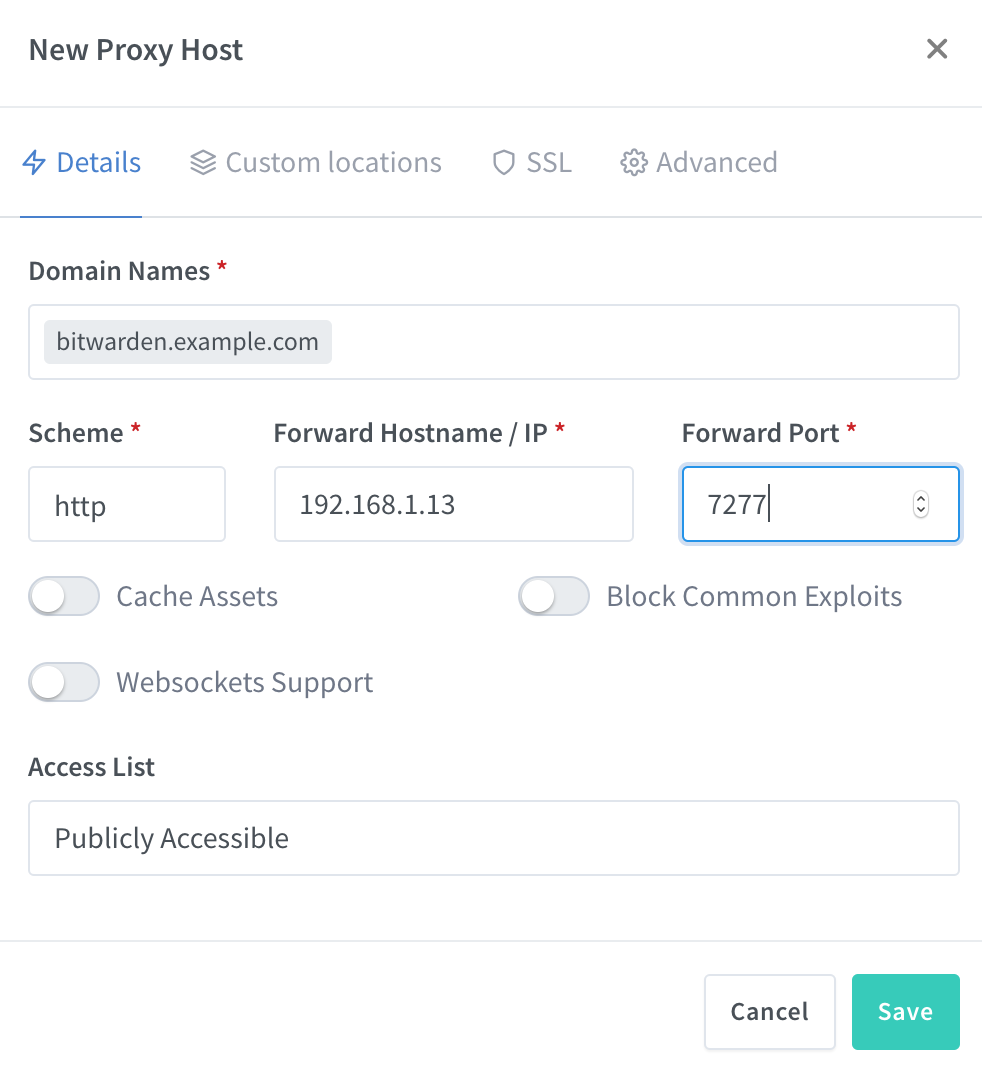 New Proxy Host
Details Custom locations SSL Advanced
Domain Names *
bitwarden.example.com
Scheme * Forward Hostname / IP * Forward Port *
http 192.168.1.13 7277
Cache Assets Block Common Exploits
Websockets Support
Access List
Publicly Accessible
Cancel Save